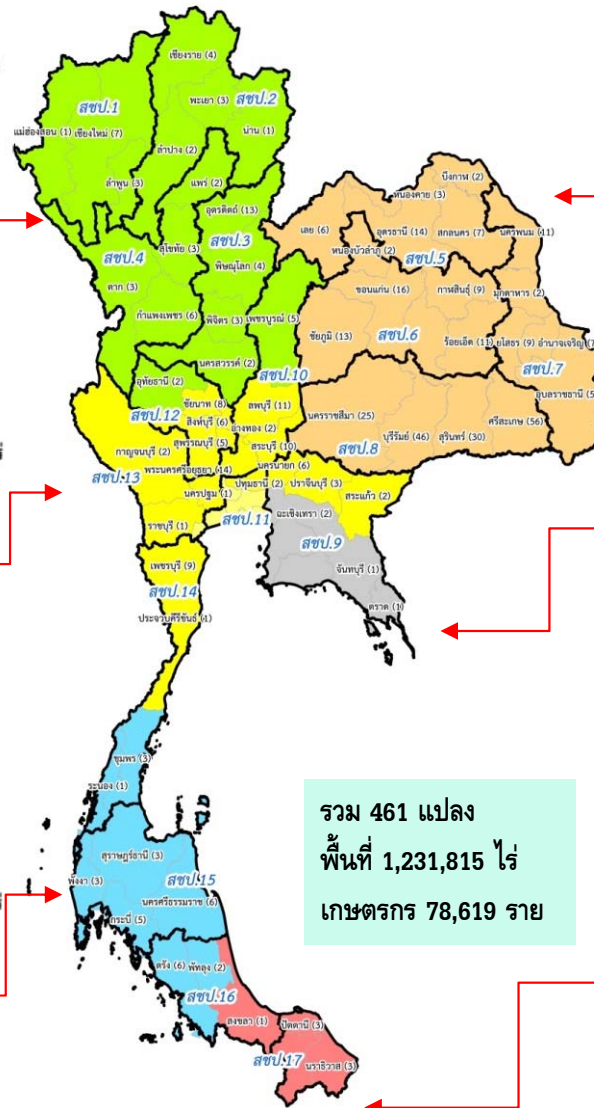 เชียงราย (4)
สชป.1
พะเยา (3)
สชป.2
แม่ฮ่องสอน (1)
เชียงใหม่ (7)
น่าน (1)
ลำปาง (2)
ลำพูน (3)
แพร่ (2)
บึงกาฬ (2)
หนองคาย (3)
อุตรดิตถ์ (13)
เลย (6)
อุดรธานี (14)
สกลนคร (7)
นครพนม (11)
สชป.3
สุโขทัย (3)
หนองบัวลำภู (2)
สชป.5
สชป.4
พิษณุโลก (4)
ตาก (3)
ขอนแก่น (16)
กาฬสินธุ์ (9)
มุกดาหาร (2)
กำแพงเพชร (6)
พิจิตร (3)
เพชรบูรณ์ (5)
ชัยภูมิ (13)
สชป.6
ร้อยเอ็ด (11)
ยโสธร (9)
อำนาจเจริญ (7
นครสวรรค์ (2)
สชป.10
สชป.7
อุทัยธานี (2)
อุบลราชธานี (5
ชัยนาท (8)
ลพบุรี (11)
นครราชสีมา (25)
ศรีสะเกษ (56)
สชป.12
สิงห์บุรี (6)
อ่างทอง (2)
บุรีรัมย์ (46)
สุรินทร์ (30)
กาญจนบุรี (2)
สุพรรณบุรี (5)
สระบุรี (10)
สชป.8
สชป.13
พระนครศรีอยุธยา (14)
นครนายก (6)
นครปฐม (1)
ปทุมธานี (2)
ปราจีนบุรี (3)
สระแก้ว (2)
สชป.11
ฉะเชิงเทรา (2)
ราชบุรี (1)
สชป.9
เพชรบุรี (9)
จันทบุรี (1)
สชป.14
ตราด (1)
ประจวบคีรีขันธ์ (1)
ชุมพร (3)
ระนอง (1)
รวม 461 แปลง
พื้นที่ 1,231,815 ไร่
เกษตรกร 78,619 ราย
สุราษฎร์ธานี (3)
พังงา (3)
สชป.15
นครศรีธรรมราช (6)
กระบี่ (5)
ตรัง (6)
พัทลุง (2)
สชป.16
สงขลา (1)
ปัตตานี (3)
สชป.17
นราธิวาส (3)